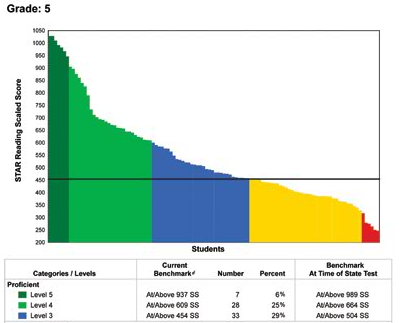 Grade: 5
STAR Reading Scaled Score
1050
1000
950
900
850
800
750
700
650
600
550
500
450
400
350
300
250
200
Students
Categories / Levels Current Benchmark Number Percent Benchmark At Time of State Test
Proficient
Level 5 At/Above 937 SS 7 6% At/Above 989 SS
Level 4 At/Above 609 SS 28 25% At/Above 664 SS
Level 3 At/Above 454 SS 33 29% At/Above 504 SS